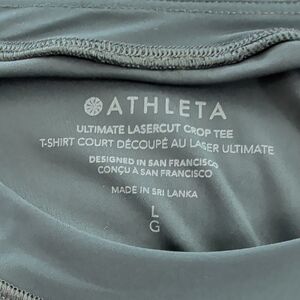 ATHLETA
ULTIMATE LASERCUT CROP TEE
T-SHIRT COURT DÉCOUPÉ AU LASER ULTIMATE
DESIGNED IN SAN FRANCISCO
CONÇU À SAN FRANCISCO
MADE IN SRI LANKA
L
G